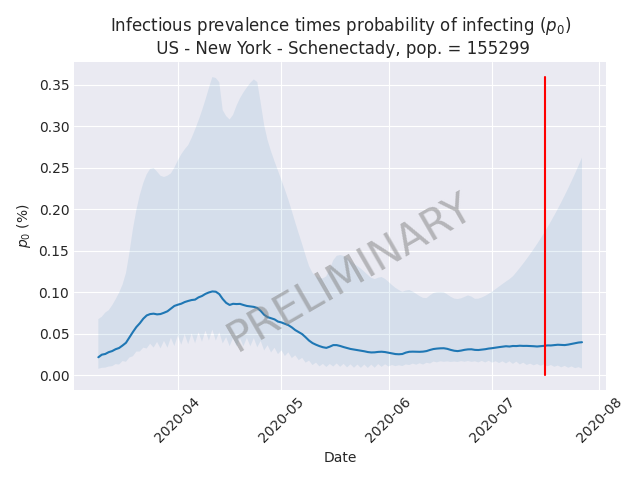 Infectious prevalence times probability of infecting (p₀)
US - New York - Schenectady, pop. = 155299
0.35
0.30
0.25
0.20
0.15
0.10
0.05
0.00
p₀ (%)
PRELIMINARY
2020-04
2020-05
2020-06
2020-07
2020-08
Date